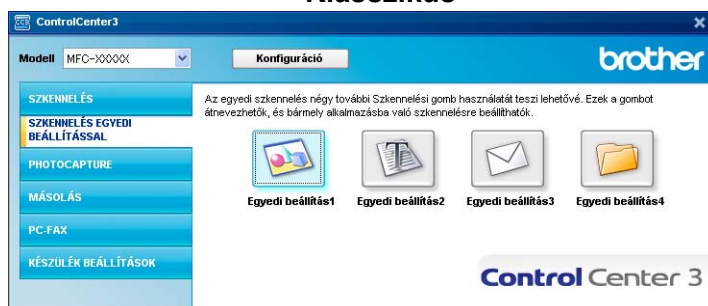 ControlCenter3
Modell MFC-XXXXX Konfiguráció brother
SZKENNELÉS
SZKENNELÉS EGYEDI
BEÁLLÍTÁSSAL
PHOTOCAPTURE
MÁSOLÁS
PC-FAX
KÉSZÜLÉK BEÁLLÍTÁSOK
Az egyedi szkennelés négy további Szkennelési gomb használatát teszi lehetővé. Ezek a gombot
átnevezhetők, és bármely alkalmazásba való szkennelésre beállíthatók.
Egyedi beállítás1 Egyedi beállítás2 Egyedi beállítás3 Egyedi beállítás4
Control Center 3